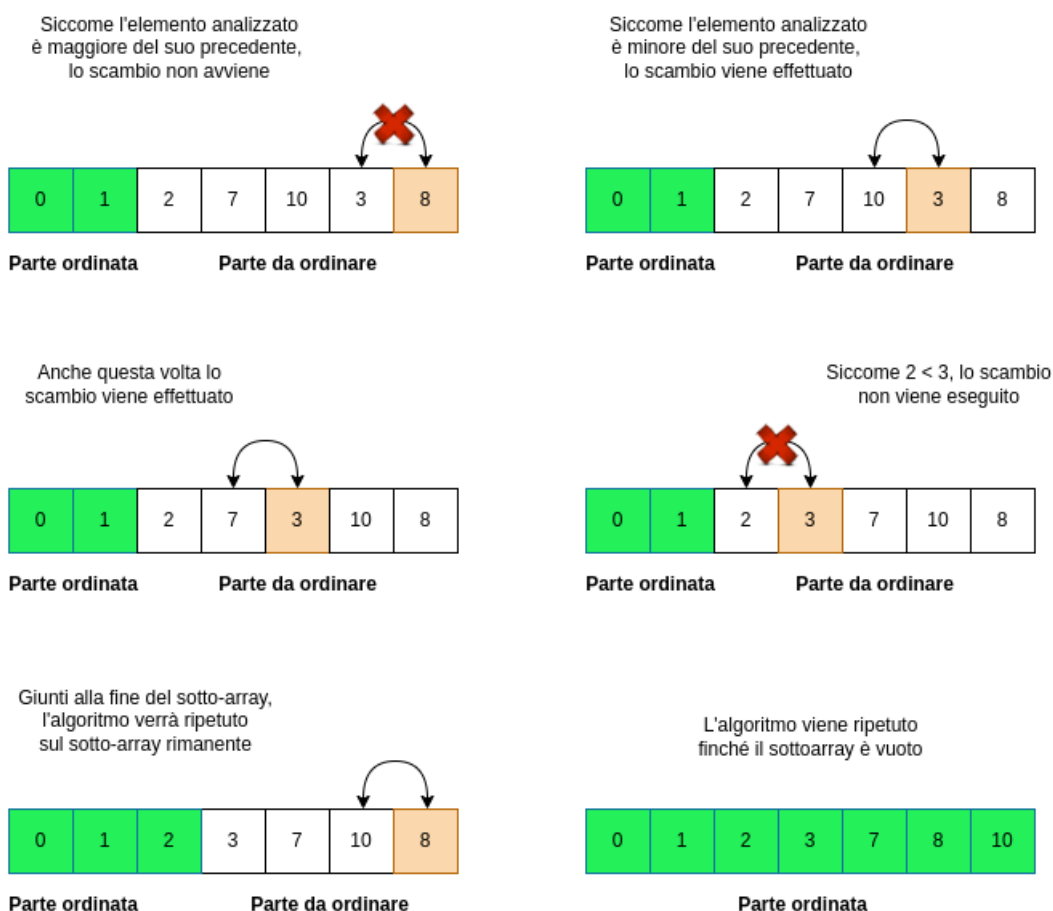 Siccome l'elemento analizzato
è maggiore del suo precedente,
lo scambio non avviene
0 1 2 7 10 3 8
Parte ordinata Parte da ordinare
Siccome l'elemento analizzato
è minore del suo precedente,
lo scambio viene effettuato
0 1 2 7 10 3 8
Parte ordinata Parte da ordinare
Anche questa volta lo
scambio viene effettuato
0 1 2 7 3 10 8
Parte ordinata Parte da ordinare
Siccome 2 < 3, lo scambio
non viene eseguito
0 1 2 3 7 10 8
Parte ordinata Parte da ordinare
Giunti alla fine del sotto-array,
l'algoritmo verrà ripetuto
sul sotto-array rimanente
0 1 2 3 7 10 8
Parte ordinata Parte da ordinare
L'algoritmo viene ripetuto
finché il sottoarray è vuoto
0 1 2 3 7 8 10
Parte ordinata